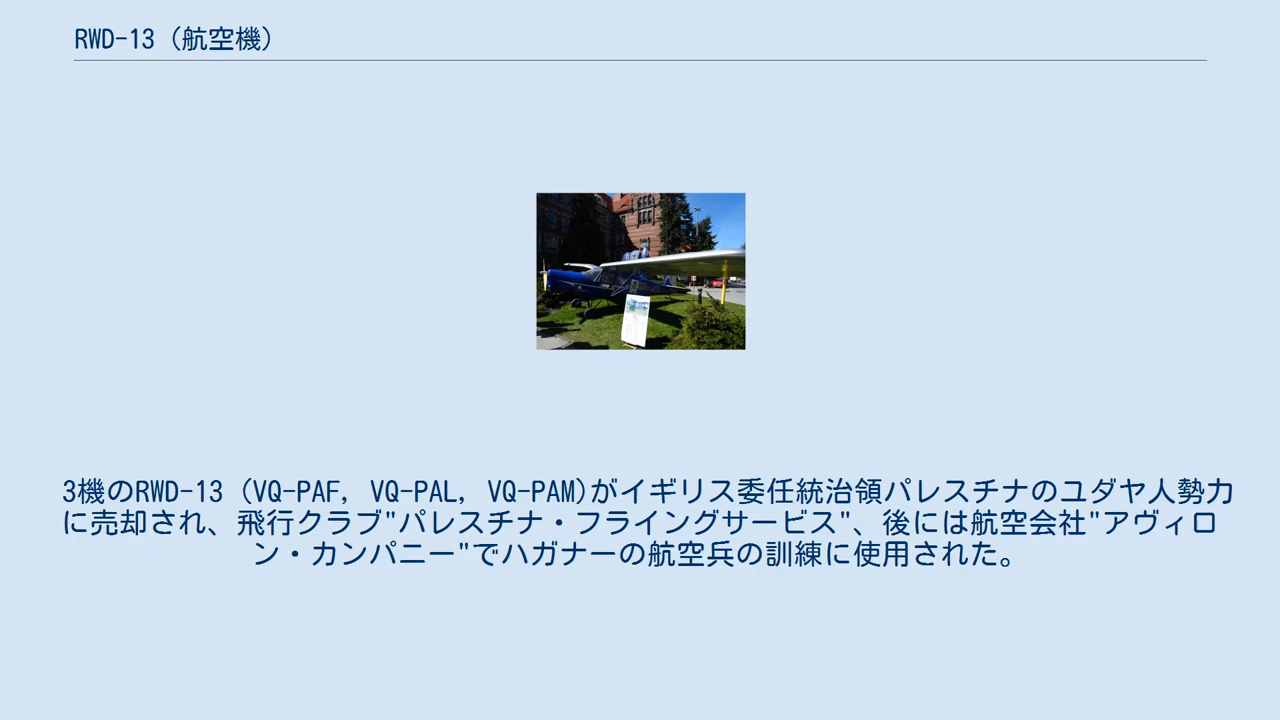 RWD-13（航空機）
3機のRWD-13 (VQ-PAF, VQ-PAL, VQ-PAM)がイギリス委任統治領パレスチナのユダヤ人勢力
に売却され、飛行クラブ"パレスチナ・フライングサービス"、後には航空会社"アヴィロ
ン・カンパニー"でハガナーの航空兵の訓練に使用された。